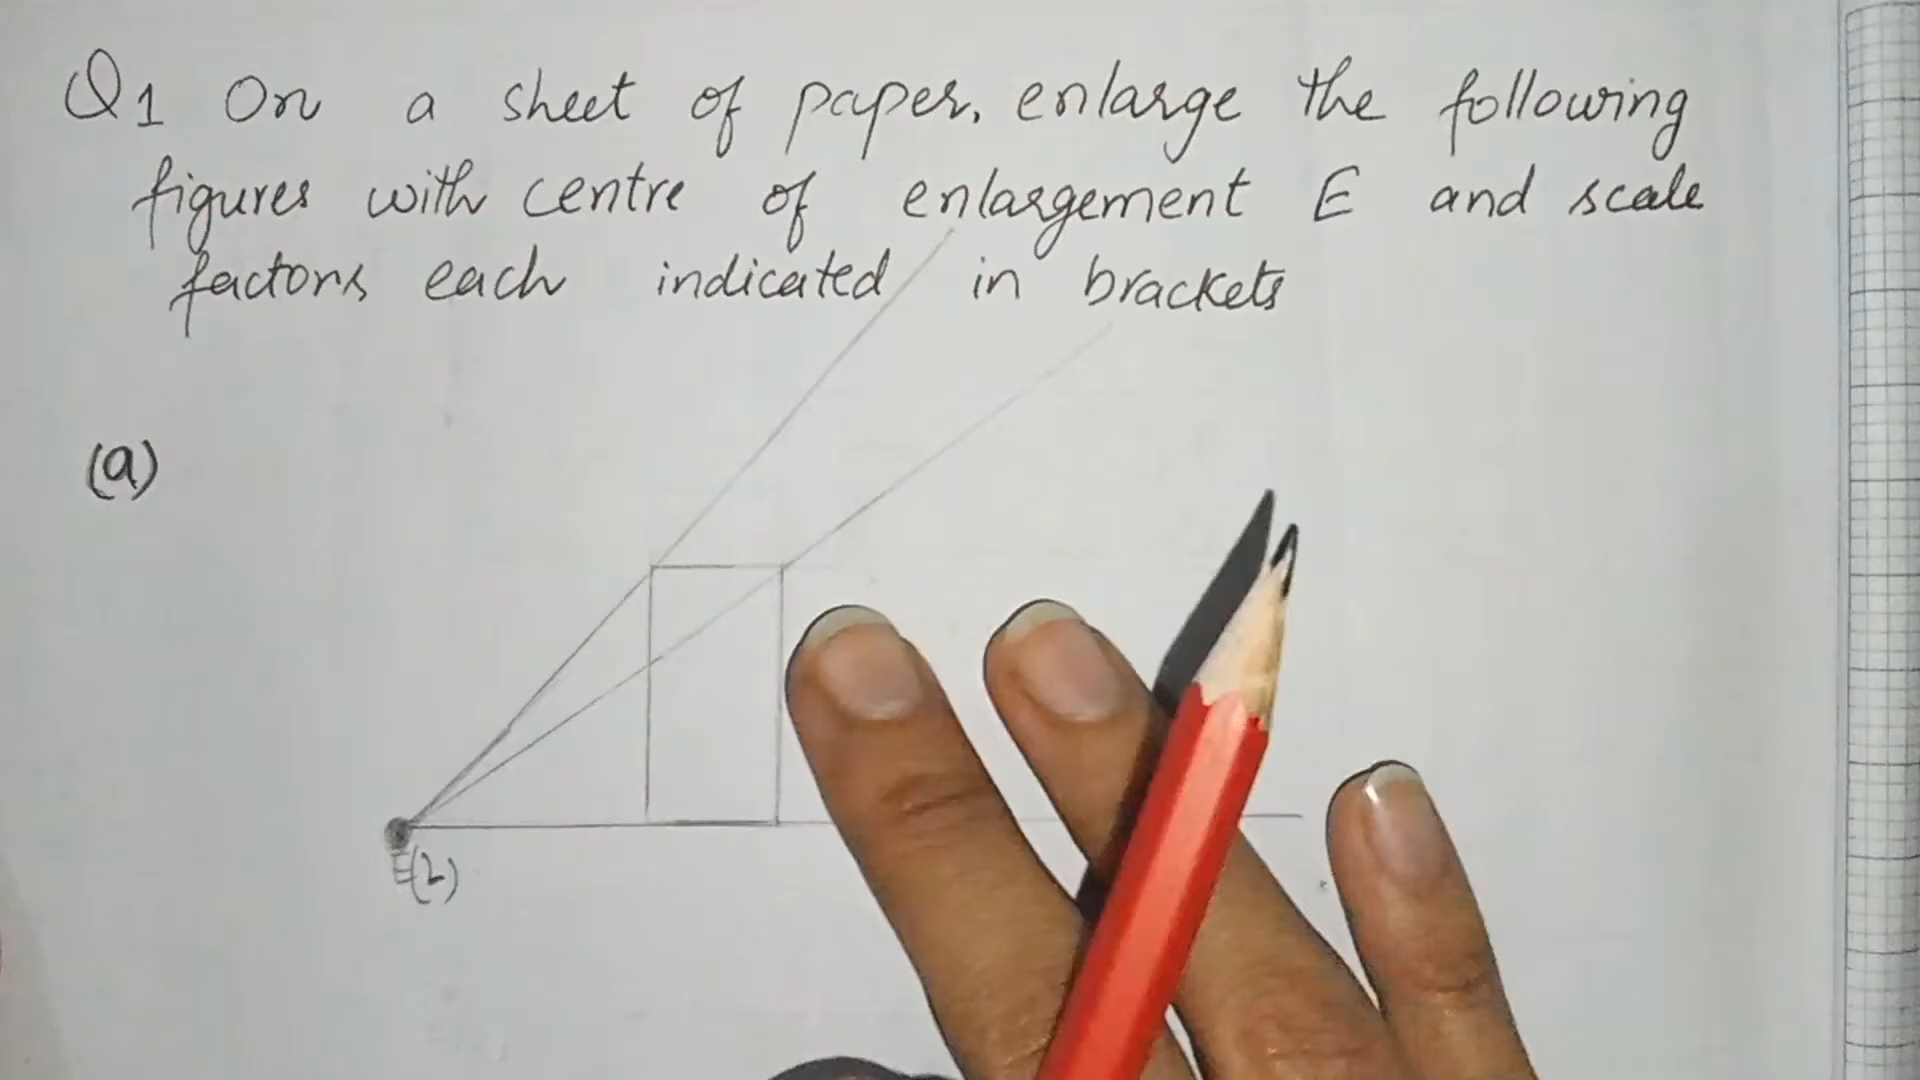 Q1 On a sheet of paper, enlarge the following
figures with centre of enlargement E and scale
factors each indicated in brackets
(a)
E(2)